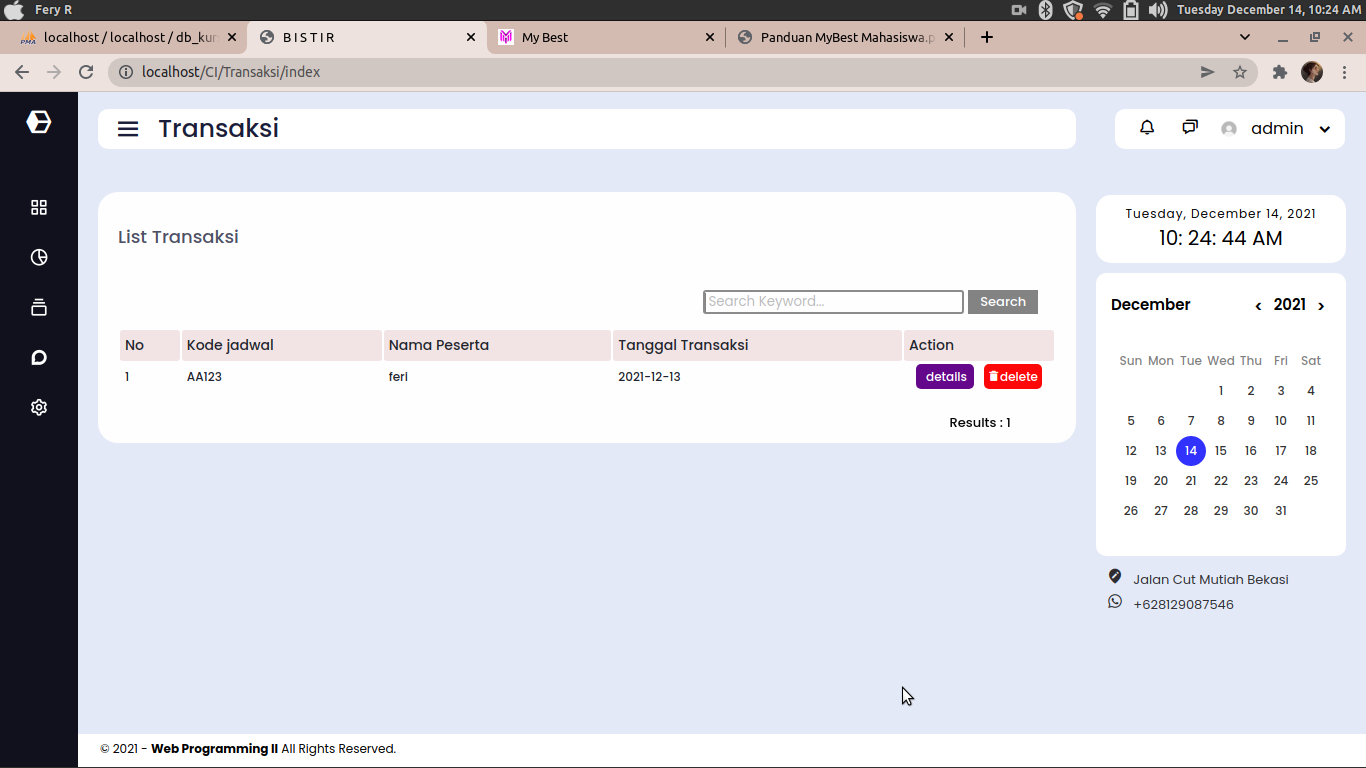 Fery R
Tuesday December 14, 10:24 AM
localhost / localhost / db_kur
B I S T I R
My Best
Panduan MyBest Mahasiswa.p
localhost/CI/Transaksi/index
Transaksi
admin
List Transaksi
Search Keyword...
Search
No Kode jadwal Nama Peserta Tanggal Transaksi Action
1 AA123 feri 2021-12-13 details delete
Results : 1
Tuesday, December 14, 2021
10: 24: 44 AM
December ‹ 2021 ›
Sun Mon Tue Wed Thu Fri Sat
1 2 3 4
5 6 7 8 9 10 11
12 13 14 15 16 17 18
19 20 21 22 23 24 25
26 27 28 29 30 31
Jalan Cut Mutiah Bekasi
+628129087546
© 2021 - Web Programming II All Rights Reserved.